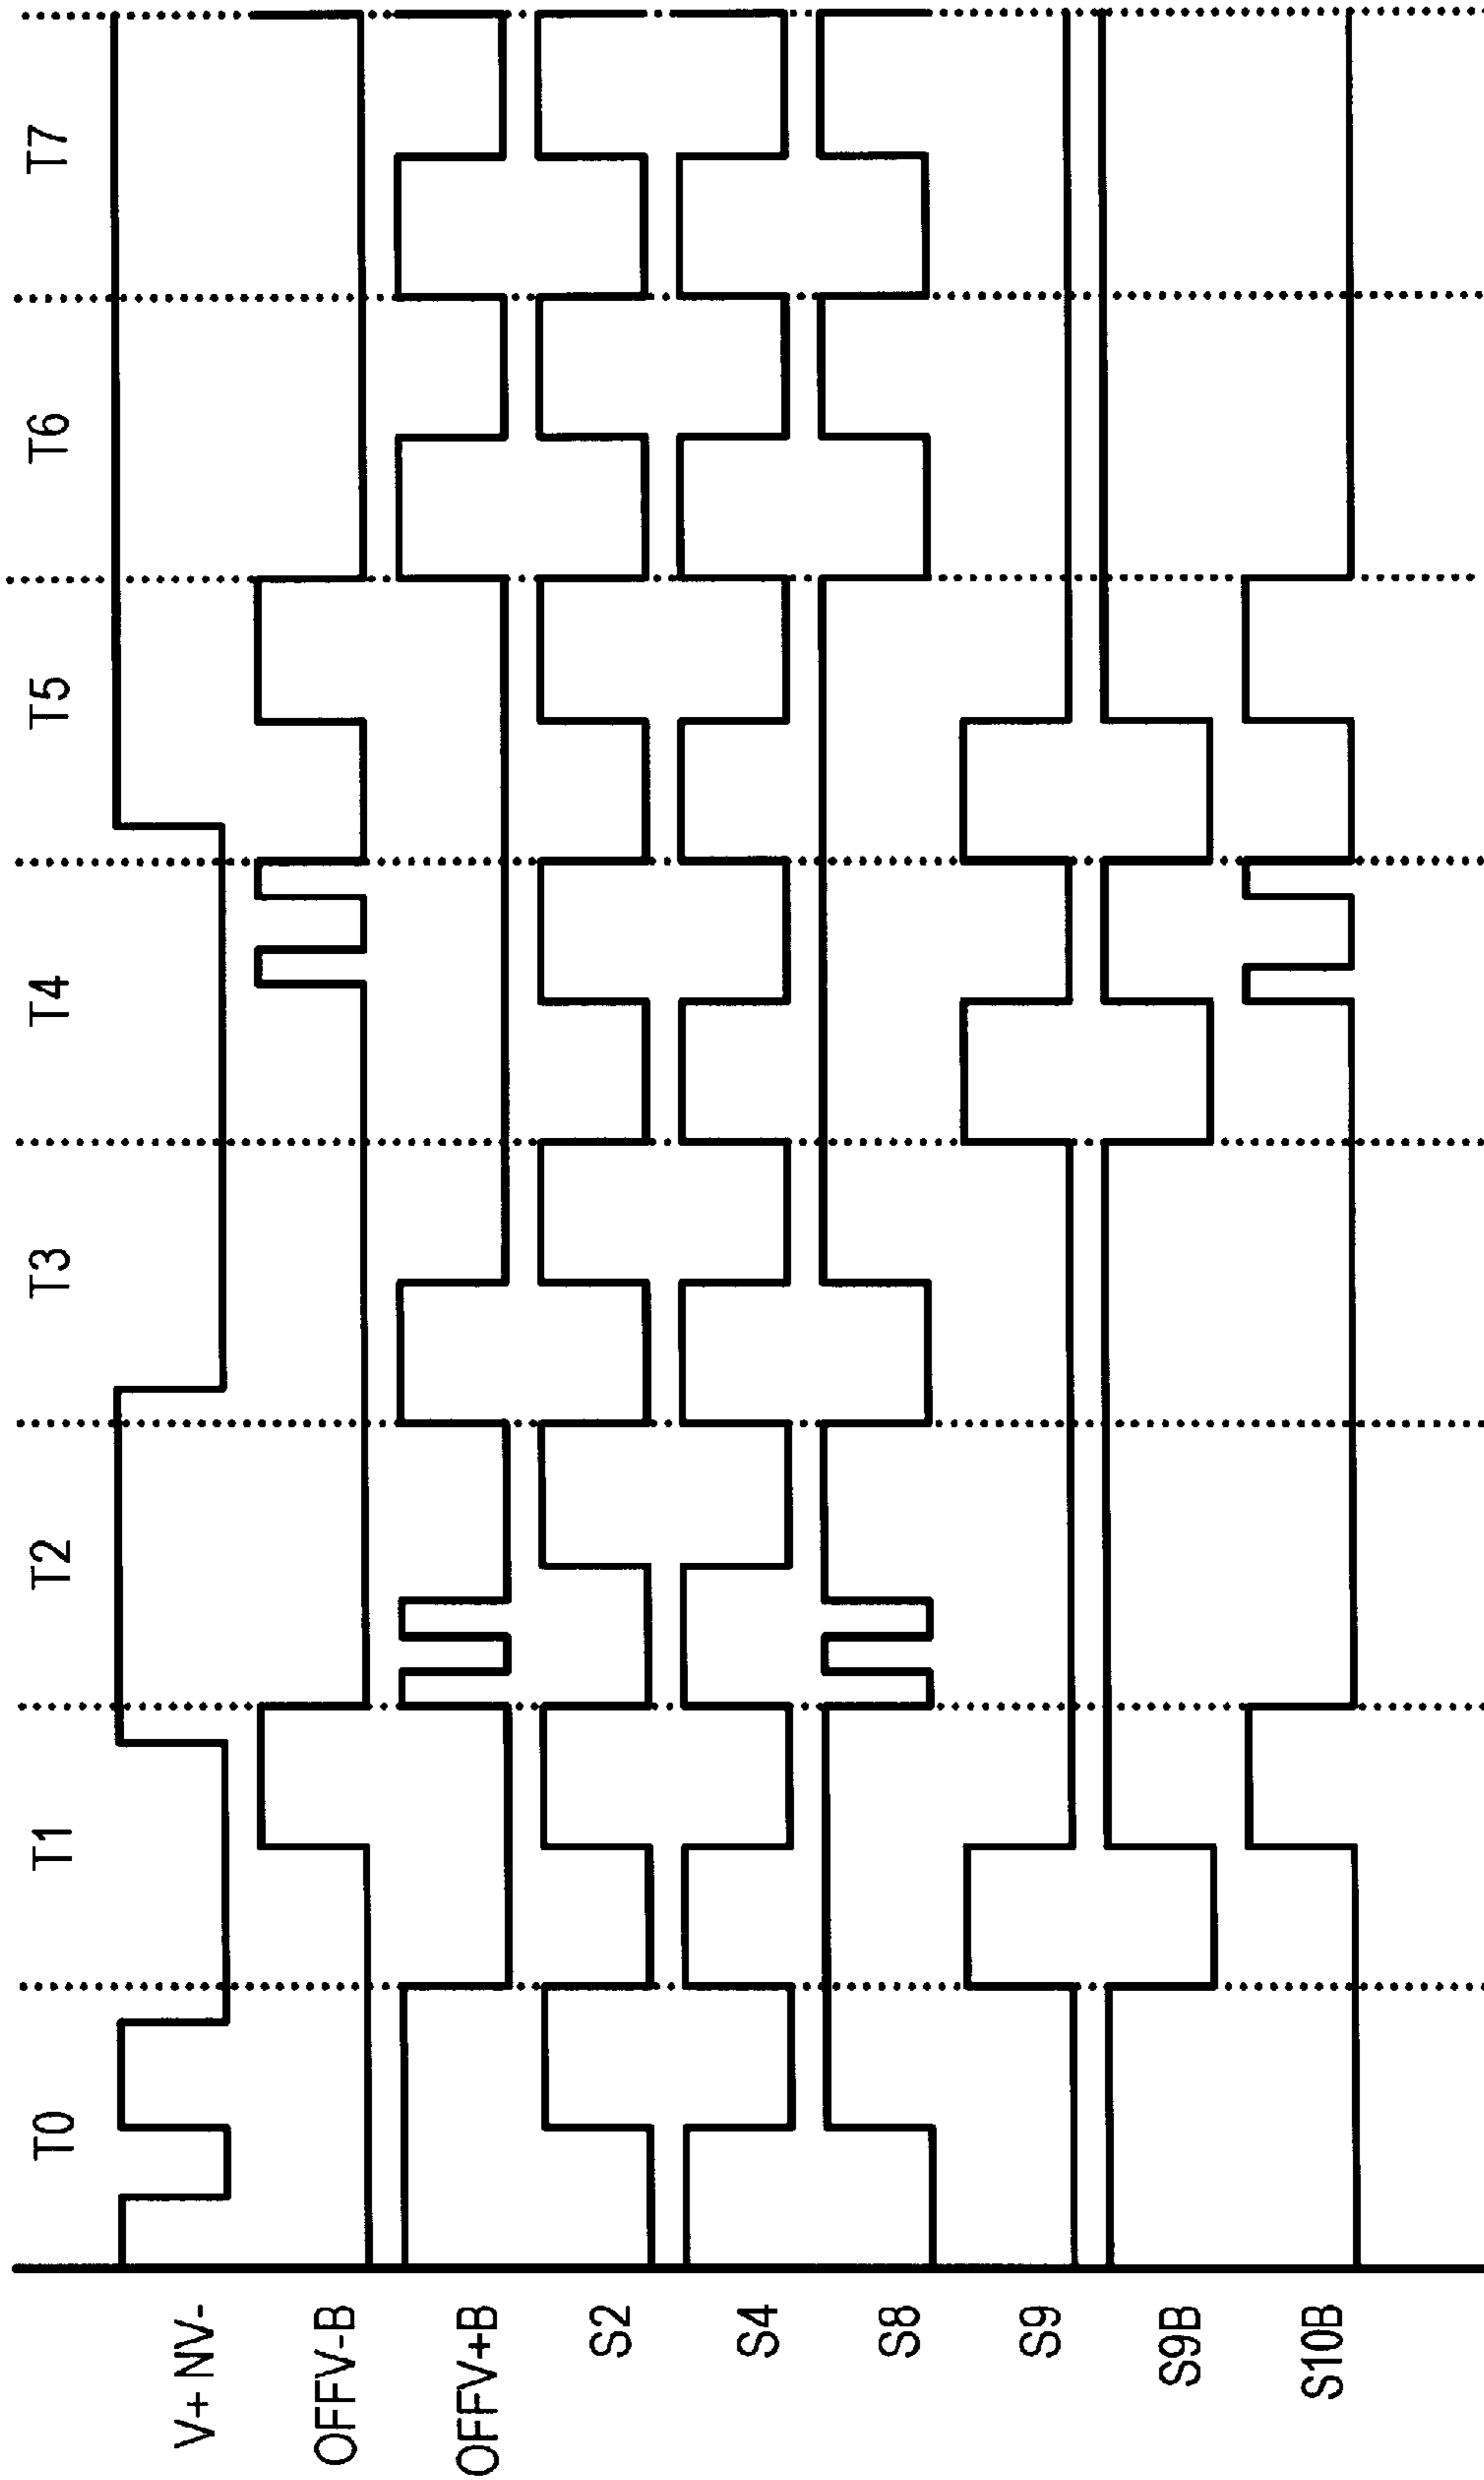 T0 T1 T2 T3 T4 T5 T6 T7
V+ NV-
OFFV-B
OFFV+B
S2
S4
S8
S9
S9B
S10B